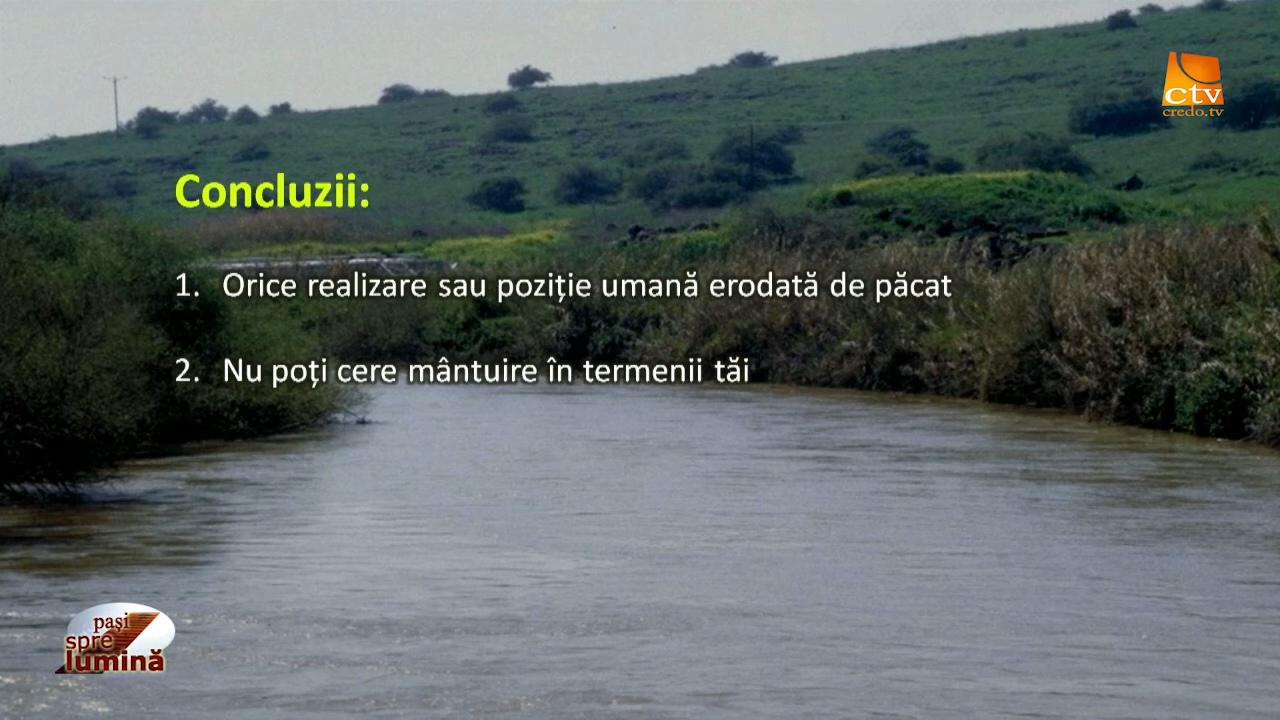 ctv
credo.tv
Concluzii:
1. Orice realizare sau poziție umană erodată de păcat
2. Nu poți cere mântuire în termenii tăi
pași
spre
lumină